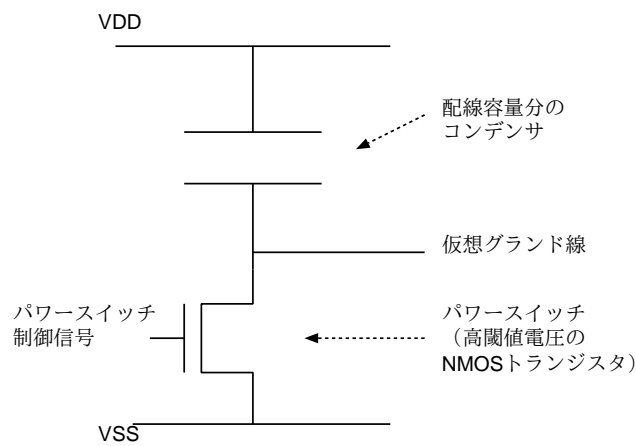 VDD
配線容量分の
コンデンサ
仮想グランド線
パワースイッチ
制御信号
パワースイッチ
（高閾値電圧の
NMOSトランジスタ）
VSS